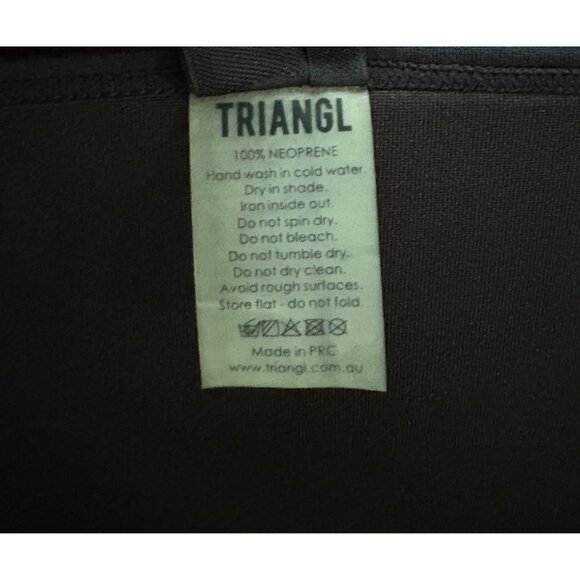 TRIANGL
100% NEOPRENE
Hand wash in cold water.
Dry in shade.
Iron inside out.
Do not spin dry.
Do not bleach.
Do not tumble dry.
Do not dry clean.
Avoid rough surfaces.
Store flat - do not fold.
Made in PRC
www.triangl.com.au